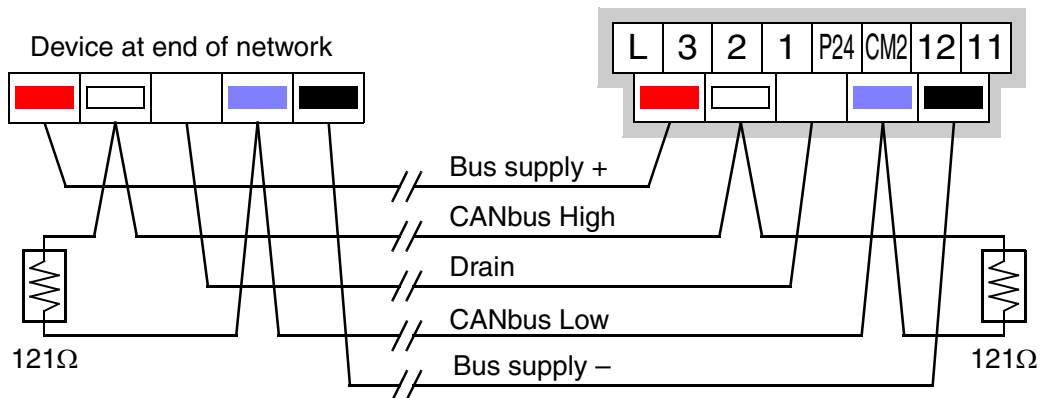 Device at end of network
L 3 2 1 P24 CM2 12 11
Bus supply +
CANbus High
Drain
CANbus Low
Bus supply –
121Ω
121Ω